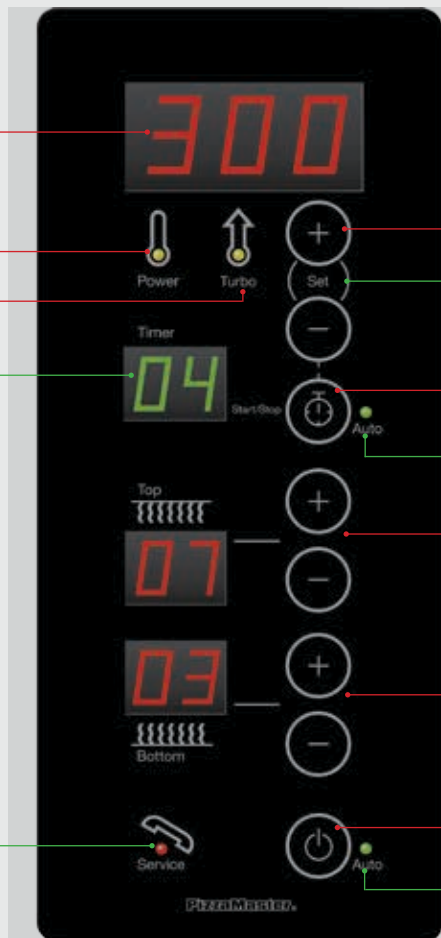 300
Power Turbo Set
Timer
04
Start/Stop
Auto
Top
07
03
Bottom
Service Auto
PizzaMaster®